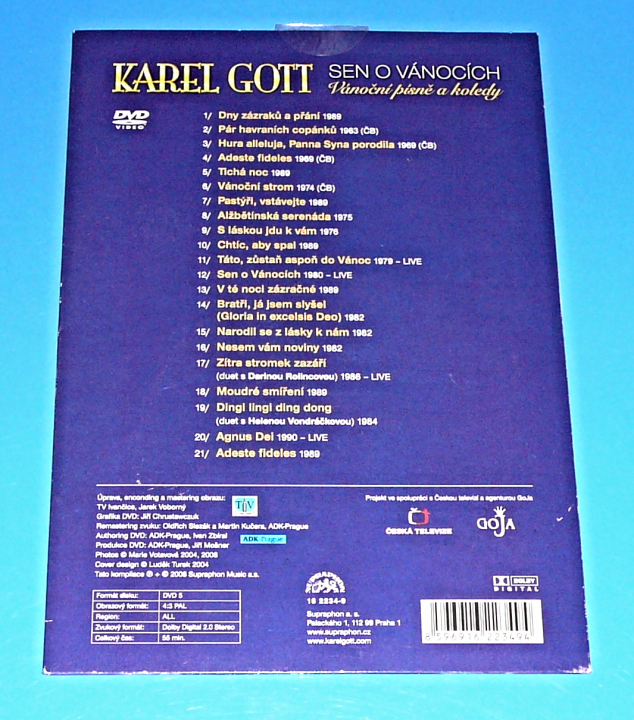 KAREL GOTT SEN O VÁNOCÍCH
Vánoční písně a koledy
DVD
VIDEO
1/ Dny zázraků a přání 1989
2/ Pár havraních copánků 1963 (ČB)
3/ Hura alleluja, Panna Syna porodila 1969 (ČB)
4/ Adeste fideles 1969 (ČB)
5/ Tichá noc 1989
6/ Vánoční strom 1974 (ČB)
7/ Pastýři, vstávejte 1989
8/ Alžbětínská serenáda 1975
9/ S láskou jdu k vám 1976
10/ Chtíc, aby spal 1989
11/ Táto, zůstaň aspoň do Vánoc 1979 – LIVE
12/ Sen o Vánocích 1980 – LIVE
13/ V té noci zázračné 1989
14/ Bratři, já jsem slyšel
(Gloria in excelsis Deo) 1982
15/ Narodil se z lásky k nám 1982
16/ Nesem vám noviny 1982
17/ Zítra stromek zazáří
(duet s Darinou Rolincovou) 1986 – LIVE
18/ Moudré smíření 1989
19/ Dingi lingi ding dong
(duet s Helenou Vondráčkovou) 1984
20/ Agnus Dei 1990 – LIVE
21/ Adeste fideles 1989
Úprava, enconding a mastering obrazu:
TV Ivančice, Jarek Voborný
Grafika DVD: Jiří Chrustawczuk
Remastering zvuku: Oldřich Slezák a Martin Kučera, ADK-Prague
Authoring DVD: ADK-Prague, Ivan Zbíral
Produkce DVD: ADK-Prague, Jiří Mošner
Photos © Marie Votavová 2004, 2008
Cover design © Luděk Turek 2004
Tato kompilace ℗ + © 2008 Supraphon Music a.s.
ADK-Prague
Projekt ve spolupráci s Českou televizí a agenturou GoJa
ČESKÁ TELEVIZE
GOJA
Formát disku: DVD 5
Obrazový formát: 4:3 PAL
Region: ALL
Zvukový formát: Dolby Digital 2.0 Stereo
Celkový čas: 55 min.
16 2234-9
Supraphon a. s.
Palackého 1, 112 99 Praha 1
www.supraphon.cz
www.karelgott.com
DOLBY
DIGITAL
8 596916 223494